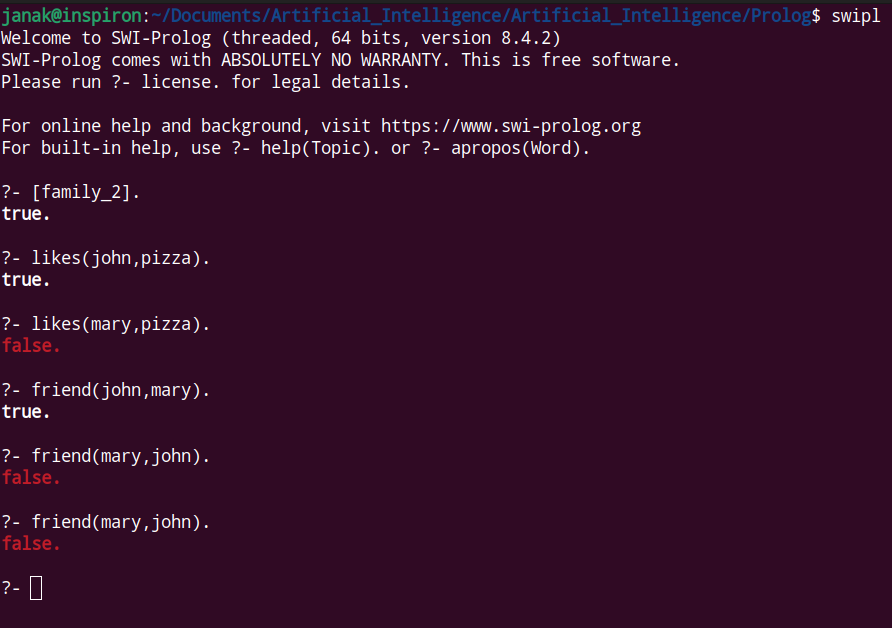 janak@inspiron:~/Documents/Artificial_Intelligence/Artificial_Intelligence/Prolog$ swipl
Welcome to SWI-Prolog (threaded, 64 bits, version 8.4.2)
SWI-Prolog comes with ABSOLUTELY NO WARRANTY. This is free software.
Please run ?- license. for legal details.

For online help and background, visit https://www.swi-prolog.org
For built-in help, use ?- help(Topic). or ?- apropos(Word).

?- [family_2].
true.

?- likes(john,pizza).
true.

?- likes(mary,pizza).
false.

?- friend(john,mary).
true.

?- friend(mary,john).
false.

?- friend(mary,john).
false.

?-